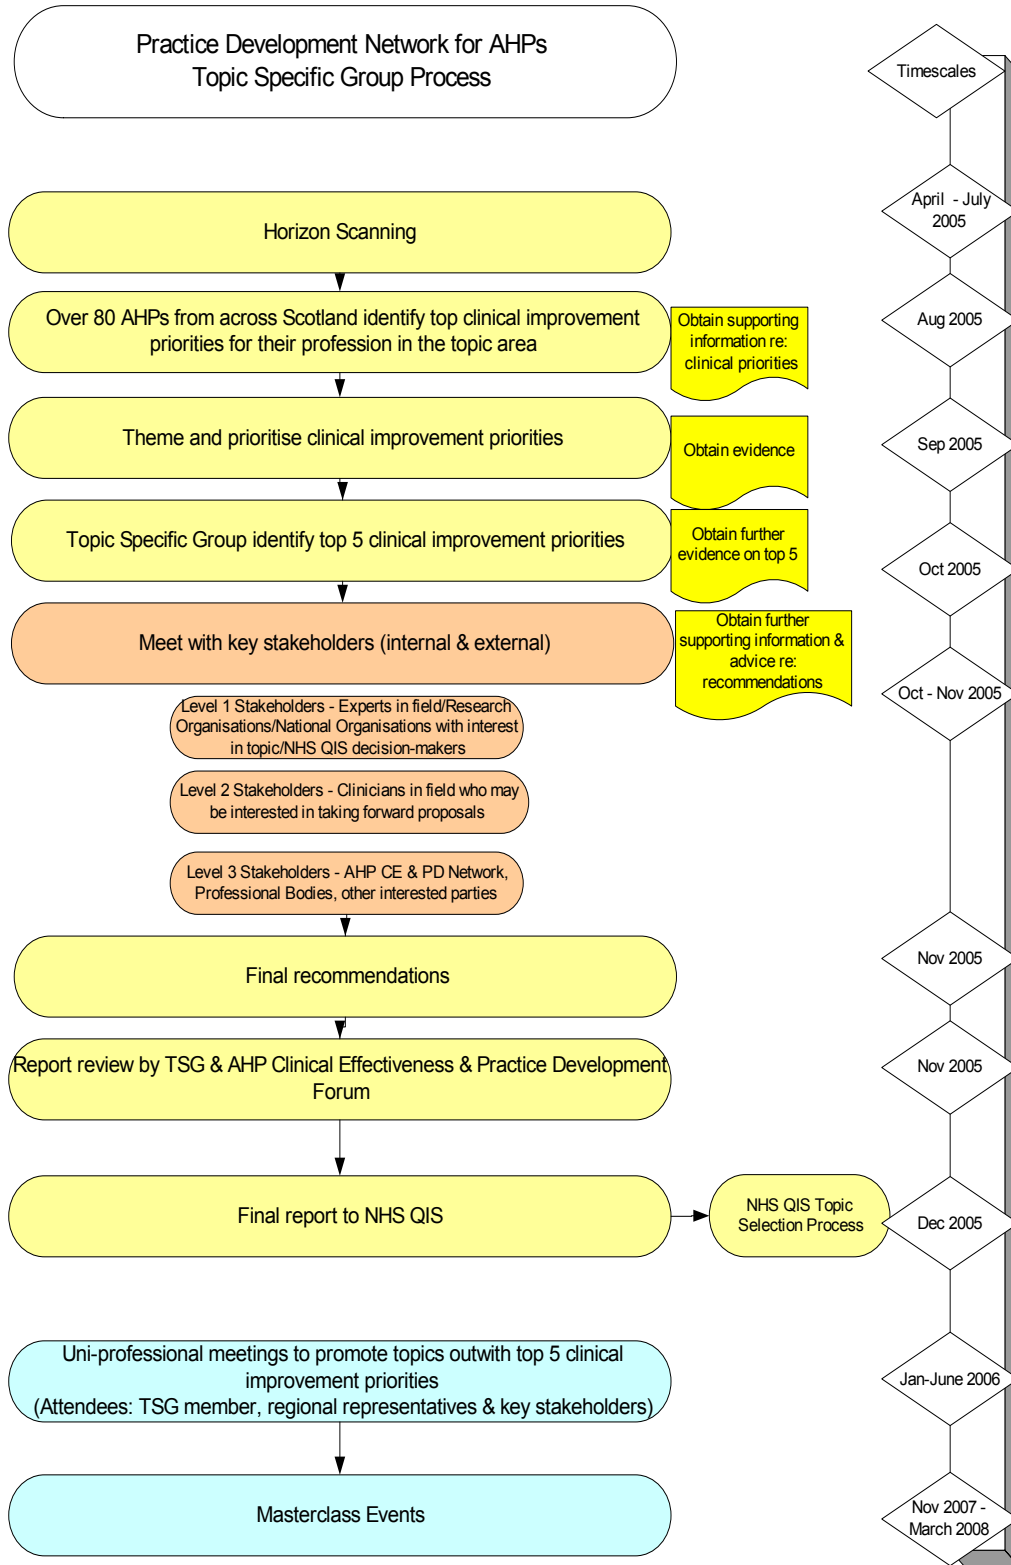 Practice Development Network for AHPs
Topic Specific Group Process
Timescales
April - July
2005
Horizon Scanning
Over 80 AHPs from across Scotland identify top clinical improvement
priorities for their profession in the topic area
Obtain supporting
information re:
clinical priorities
Aug 2005
Theme and prioritise clinical improvement priorities
Obtain evidence
Sep 2005
Topic Specific Group identify top 5 clinical improvement priorities
Obtain further
evidence on top 5
Oct 2005
Meet with key stakeholders (internal & external)
Obtain further
supporting information &
advice re:
recommendations
Oct - Nov 2005
Level 1 Stakeholders - Experts in field/Research
Organisations/National Organisations with interest
in topic/NHS QIS decision-makers
Level 2 Stakeholders - Clinicians in field who may
be interested in taking forward proposals
Level 3 Stakeholders - AHP CE & PD Network,
Professional Bodies, other interested parties
Final recommendations
Nov 2005
Report review by TSG & AHP Clinical Effectiveness & Practice Development
Forum
Nov 2005
Final report to NHS QIS
NHS QIS Topic
Selection Process
Dec 2005
Uni-professional meetings to promote topics outwith top 5 clinical
improvement priorities
(Attendees: TSG member, regional representatives & key stakeholders)
Jan-June 2006
Masterclass Events
Nov 2007 -
March 2008